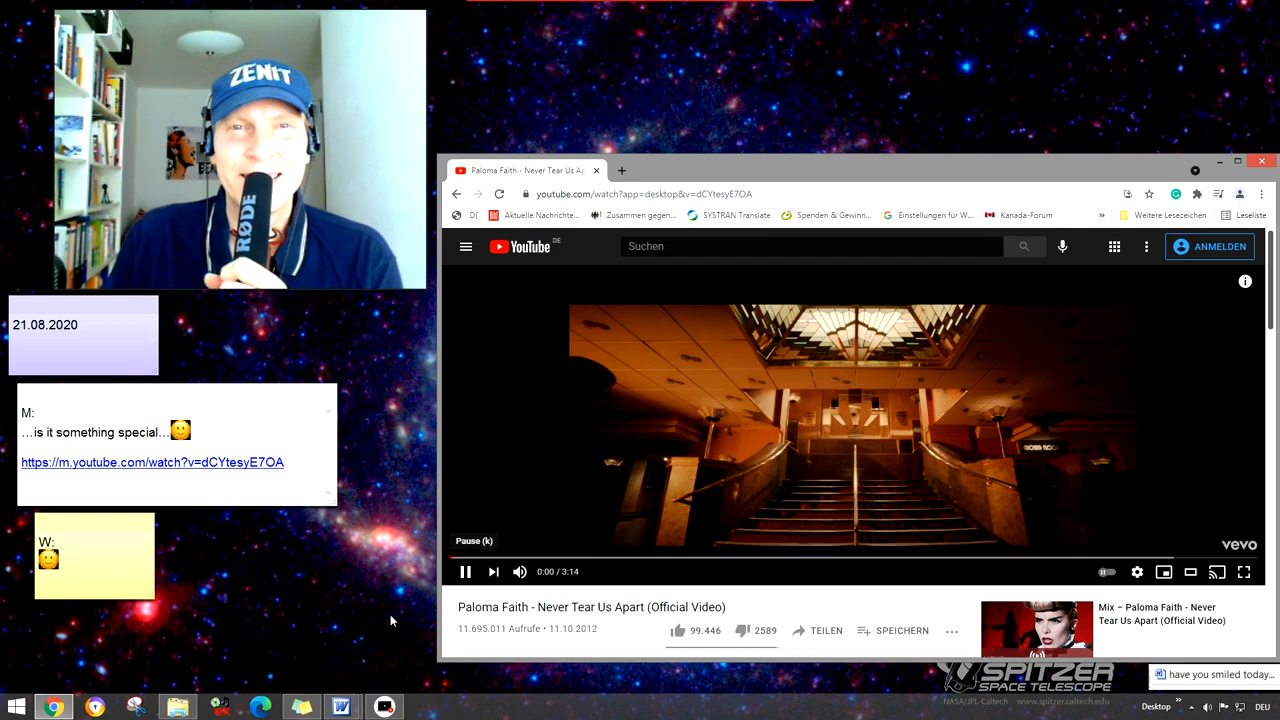 ZENIT
BEA
RØDE
21.08.2020
M:
…is it something special…
https://m.youtube.com/watch?v=dCYtesyE7OA
W:
Paloma Faith - Never Tear Us Ap
youtube.com/watch?app=desktop&v=dCYtesyE7OA
D( Aktuelle Nachrichte... Zusammen gegen... SYSTRAN Translate Spenden & Gewinn... Einstellungen für W... Kanada-Forum » Weitere Lesezeichen Leseliste
YouTube DE Suchen ANMELDEN
Pause (k)
vevo
0:00 / 3:14
Paloma Faith - Never Tear Us Apart (Official Video)
11.695.011 Aufrufe • 11.10.2012
99.446 2589 TEILEN SPEICHERN ...
Mix – Paloma Faith - Never
Tear Us Apart (Official Video)
SPITZER
SPACE TELESCOPE
NASA/JPL-Caltech www.spitzer.caltech.edu
have you smiled today...
Desktop » DEU